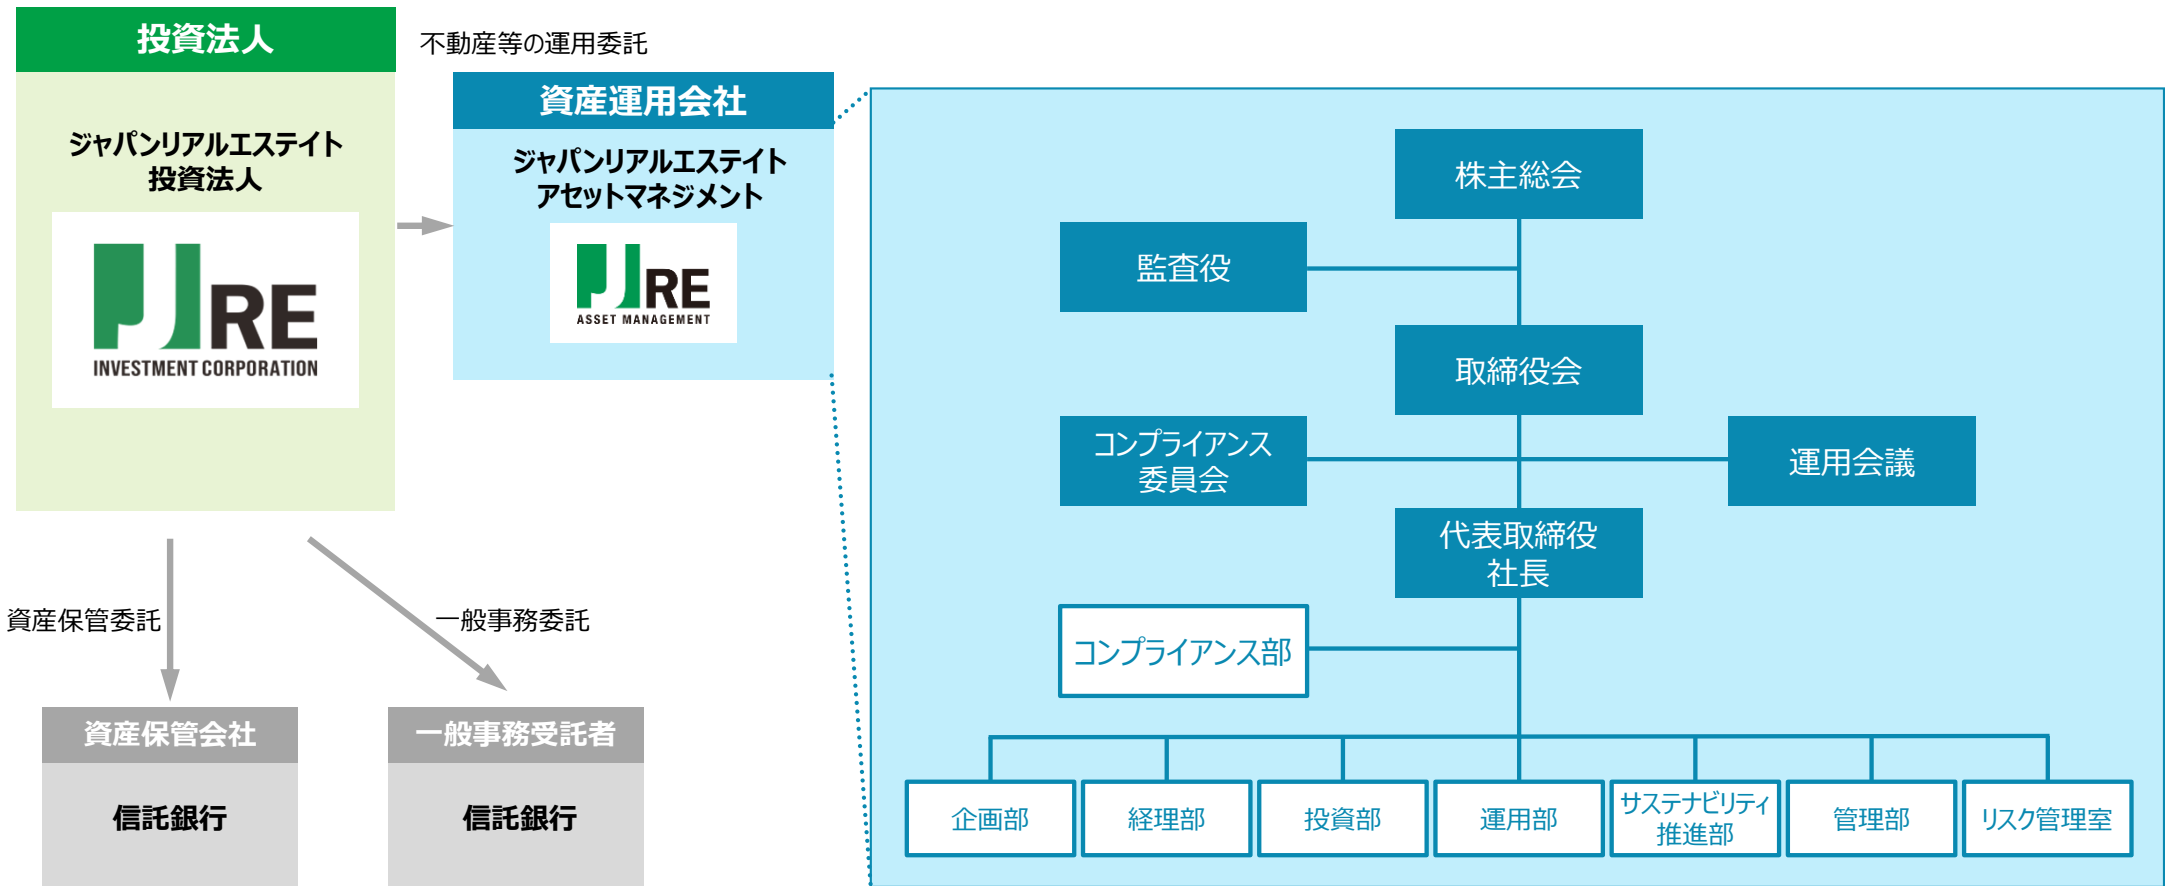 投資法人
ジャパンリアルエステイト
投資法人
JRE
INVESTMENT CORPORATION
不動産等の運用委託
資産運用会社
ジャパンリアルエステイト
アセットマネジメント
JRE
ASSET MANAGEMENT
資産保管委託
一般事務委託
資産保管会社
信託銀行
一般事務受託者
信託銀行
株主総会
監査役
取締役会
コンプライアンス
委員会
運用会議
代表取締役
社長
コンプライアンス部
企画部
経理部
投資部
運用部
サステナビリティ
推進部
管理部
リスク管理室